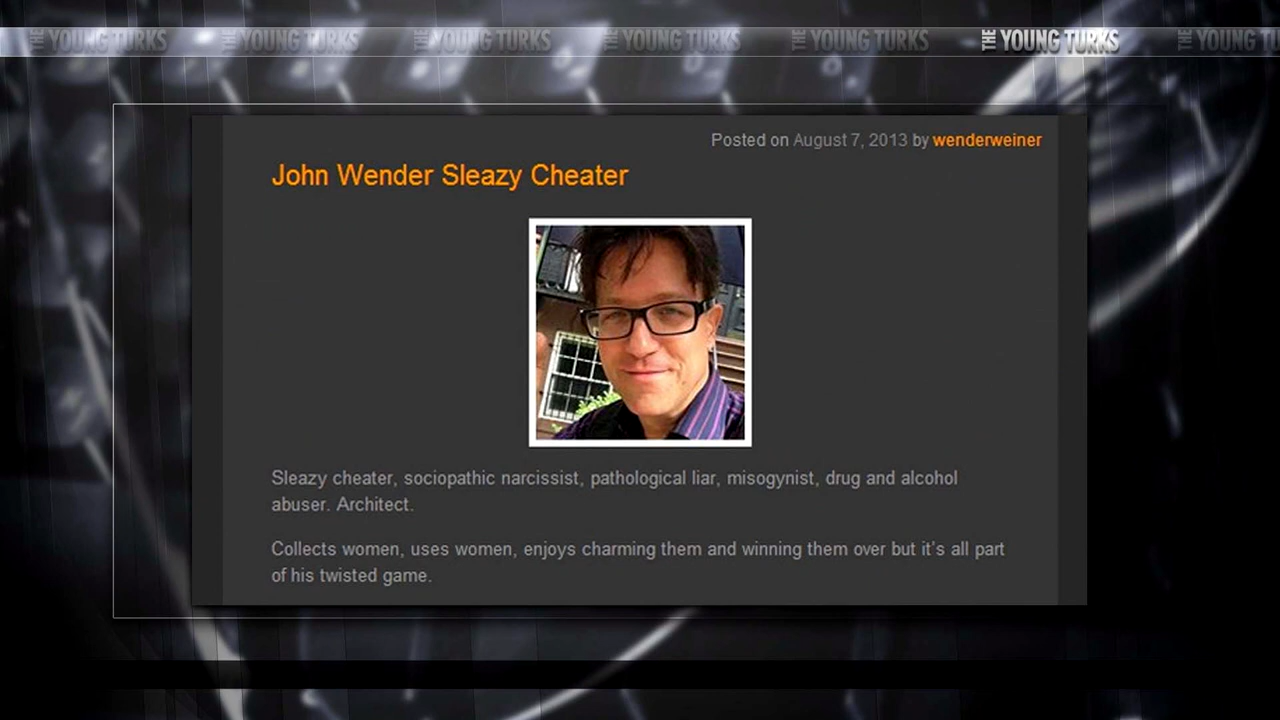 THE YOUNG TURKS THE YOUNG TURKS THE YOUNG TURKS THE YOUNG TURKS THE YOUNG TURKS THE YOUNG TURKS THE YOUNG TU
Posted on August 7, 2013 by wenderweiner
John Wender Sleazy Cheater
Sleazy cheater, sociopathic narcissist, pathological liar, misogynist, drug and alcohol
abuser. Architect.
Collects women, uses women, enjoys charming them and winning them over but it's all part
of his twisted game.